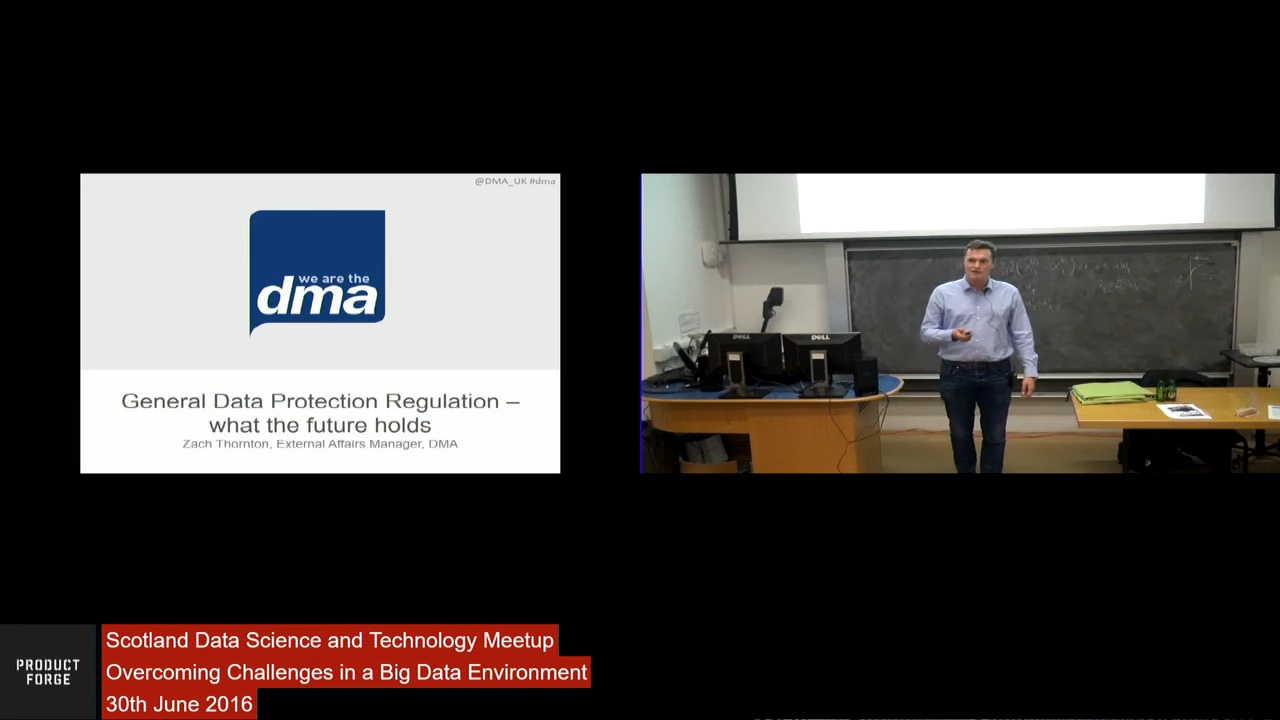 @DMA_UK #dma
we are the
dma
General Data Protection Regulation –
what the future holds
Zach Thornton, External Affairs Manager, DMA
DELL
DELL
PRODUCT
FORGE
Scotland Data Science and Technology Meetup
Overcoming Challenges in a Big Data Environment
30th June 2016